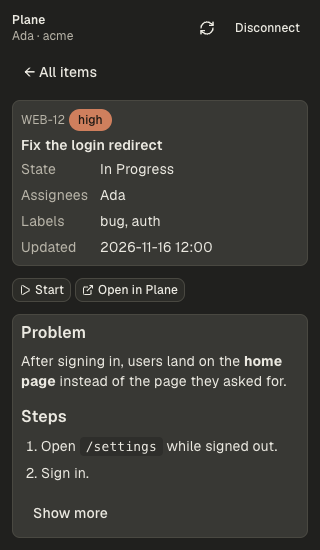 Plane
Ada · acme
Disconnect
← All items
WEB-12 high
Fix the login redirect
State In Progress
Assignees Ada
Labels bug, auth
Updated 2026-11-16 12:00
Start
Open in Plane
Problem
After signing in, users land on the home
page instead of the page they asked for.
Steps
1. Open /settings while signed out.
2. Sign in.
Show more